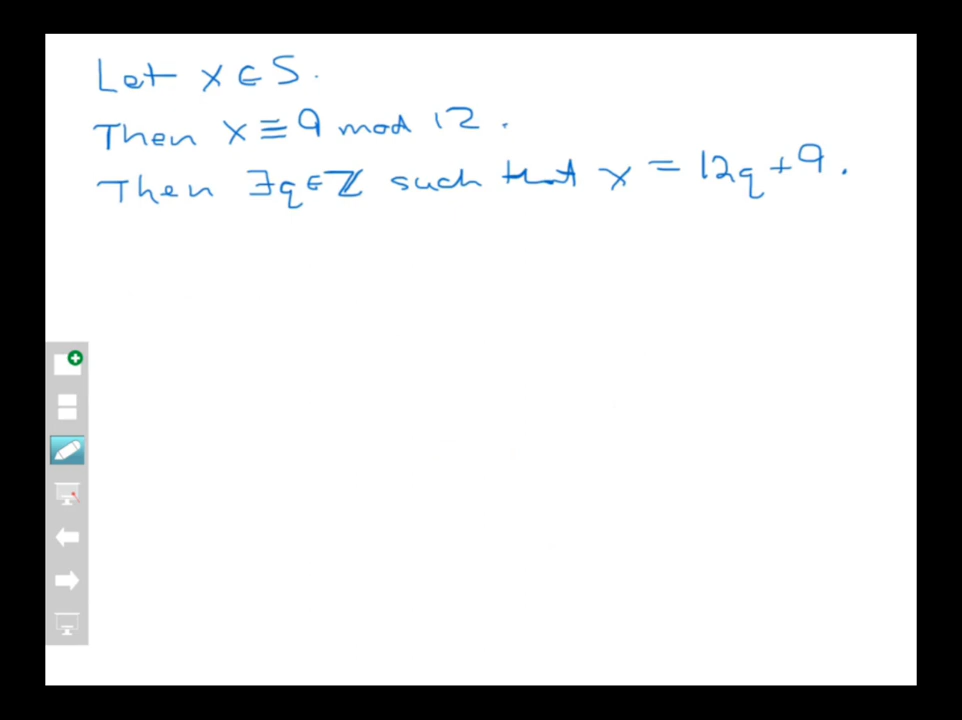 Let x ∈ S.
Then x ≡ 9 mod 12.
Then ∃q ∈ ℤ such that x = 12q + 9.